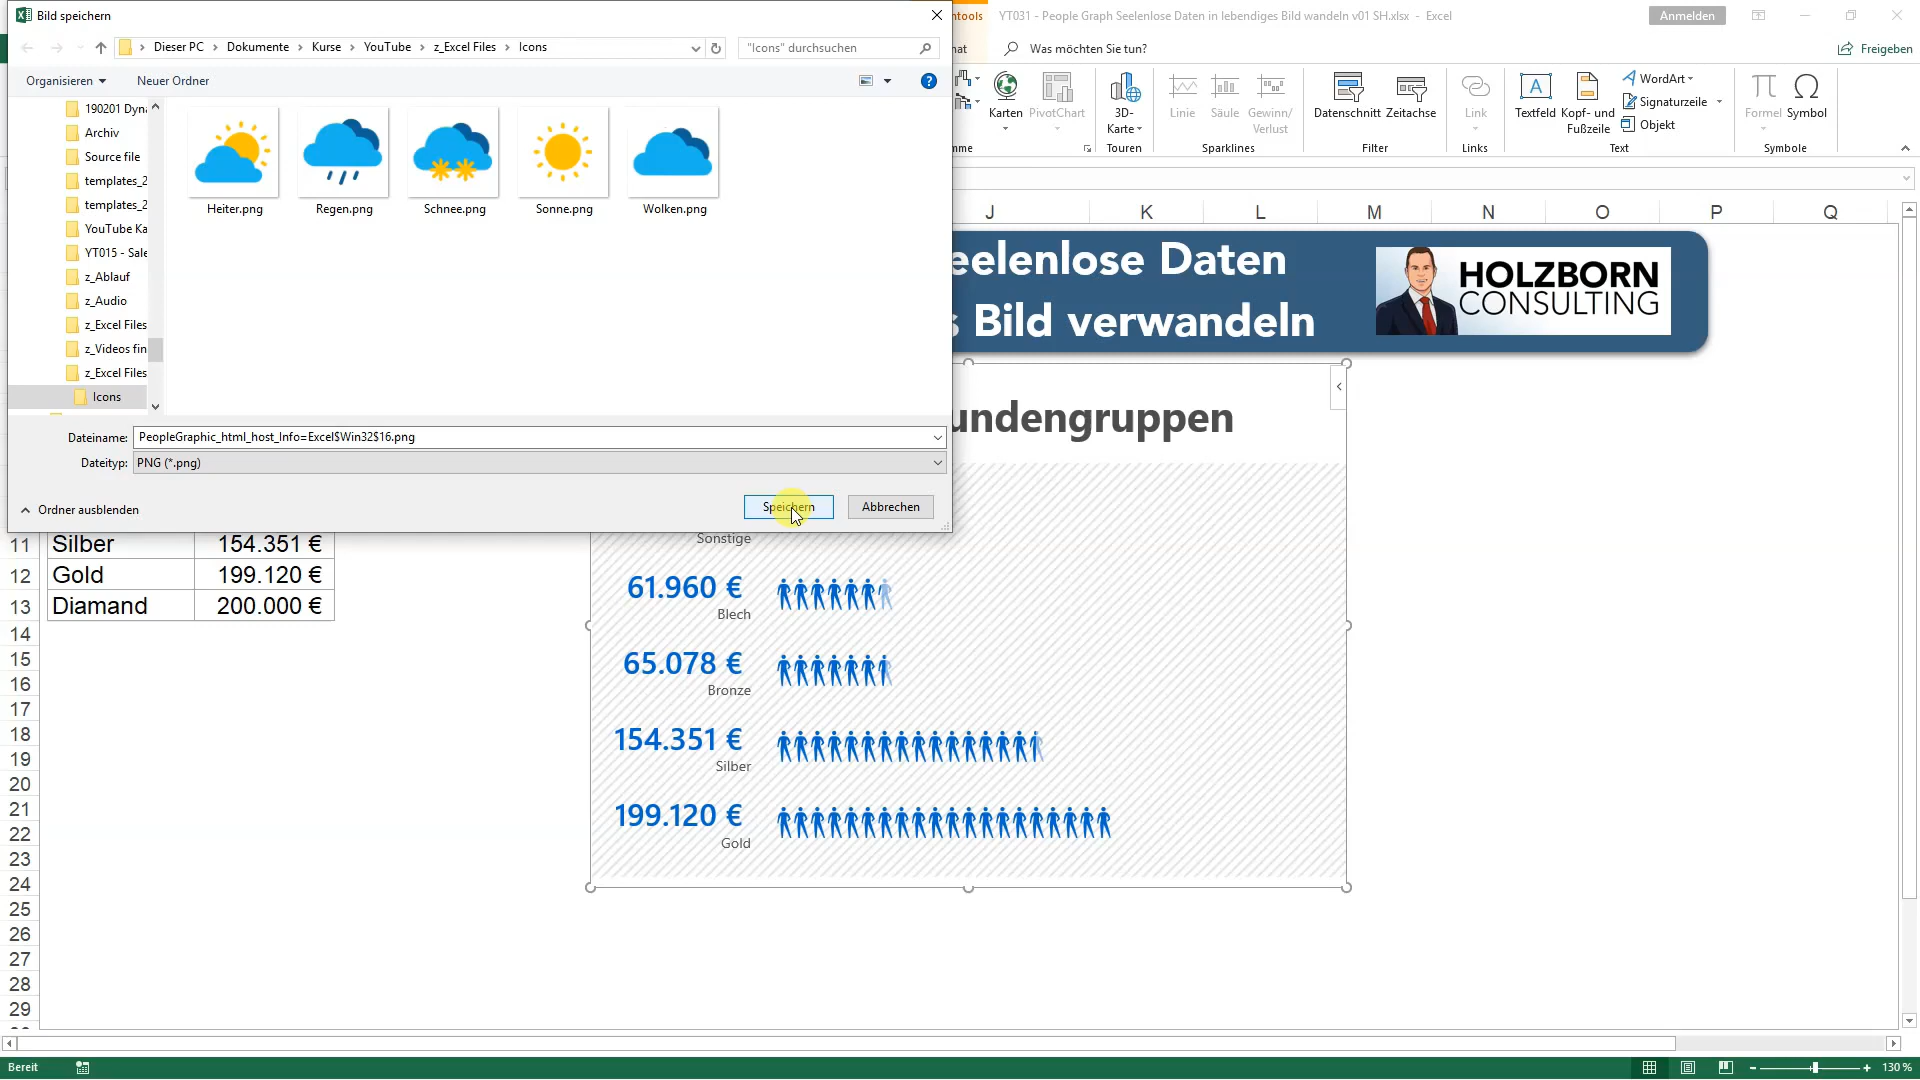 Bild speichern
ntools
YT031 - People Graph Seelenlose Daten in lebendiges Bild wandeln v01 SH.xlsx - Excel
Anmelden
Dieser PC > Dokumente > Kurse > YouTube > z_Excel Files > Icons
"Icons" durchsuchen
nat
Was möchten Sie tun?
Freigeben
Organisieren
Neuer Ordner
190201 Dyn
Archiv
Source file
templates_2
templates_2
YouTube Ka
YT015 - Sale
z_Ablauf
z_Audio
z_Excel Files
z_Videos fin
z_Excel Files
Icons
Heiter.png
Regen.png
Schnee.png
Sonne.png
Wolken.png
Karten
PivotChart
3D-
Karte
Linie
Säule
Gewinn/
Verlust
Datenschnitt
Zeitachse
Link
Textfeld
Kopf- und
Fußzeile
WordArt
Signaturzeile
Objekt
Formel
Symbol
mme
Touren
Sparklines
Filter
Links
Text
Symbole
J K L M N O P Q
eelenlose Daten
s Bild verwandeln
HOLZBORN
CONSULTING
undengruppen
Dateiname:
PeopleGraphic_html_host_Info=Excel$Win32$16.png
Dateityp:
PNG (*.png)
Ordner ausblenden
Speichern
Abbrechen
11 Silber 154.351 €
12 Gold 199.120 €
13 Diamand 200.000 €
14
15
16
17
18
19
20
21
22
23
24
25
26
27
28
29
Sonstige
61.960 €
Blech
65.078 €
Bronze
154.351 €
Silber
199.120 €
Gold
Bereit
130 %